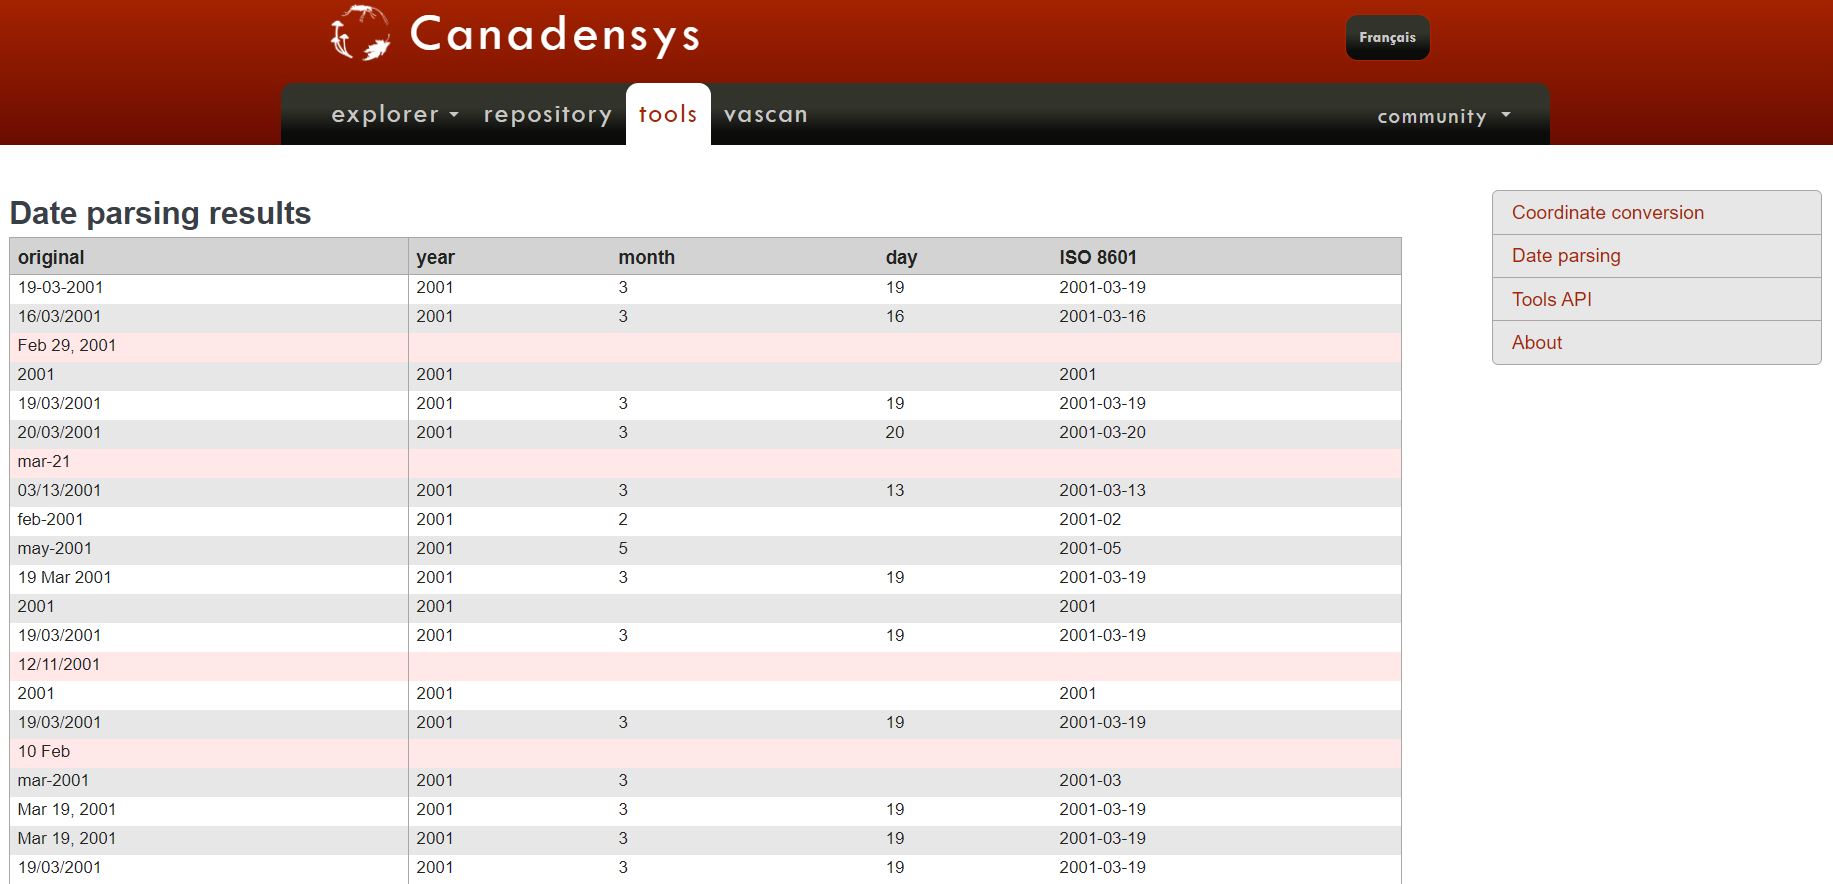 Canadensys
Français
explorer repository tools vascan community
Date parsing results
original year month day ISO 8601
19-03-2001 2001 3 19 2001-03-19
16/03/2001 2001 3 16 2001-03-16
Feb 29, 2001
2001 2001 2001
19/03/2001 2001 3 19 2001-03-19
20/03/2001 2001 3 20 2001-03-20
mar-21
03/13/2001 2001 3 13 2001-03-13
feb-2001 2001 2 2001-02
may-2001 2001 5 2001-05
19 Mar 2001 2001 3 19 2001-03-19
2001 2001 2001
19/03/2001 2001 3 19 2001-03-19
12/11/2001
2001 2001 2001
19/03/2001 2001 3 19 2001-03-19
10 Feb
mar-2001 2001 3 2001-03
Mar 19, 2001 2001 3 19 2001-03-19
Mar 19, 2001 2001 3 19 2001-03-19
19/03/2001 2001 3 19 2001-03-19
Coordinate conversion
Date parsing
Tools API
About